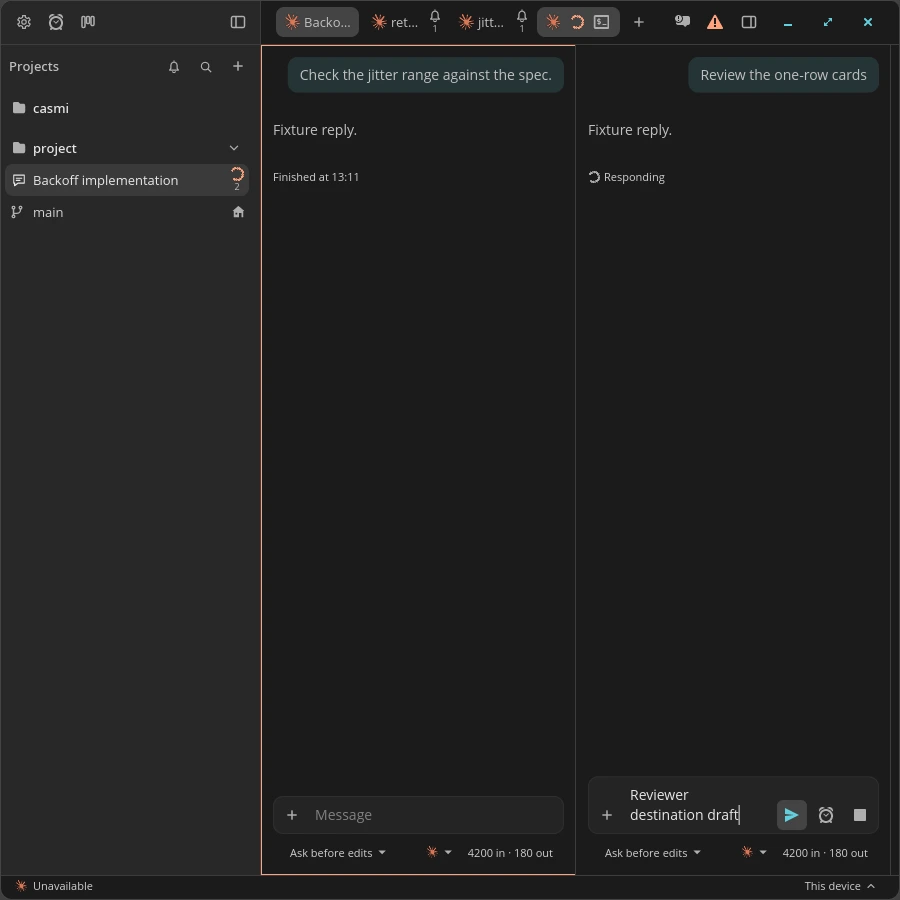 Backo...
ret...
1
jitt...
1
Projects
casmi
project
Backoff implementation
2
main
Check the jitter range against the spec.
Fixture reply.
Finished at 13:11
Message
Ask before edits
4200 in · 180 out
Review the one-row cards
Fixture reply.
Responding
Reviewer
destination draft
Ask before edits
4200 in · 180 out
Unavailable
This device